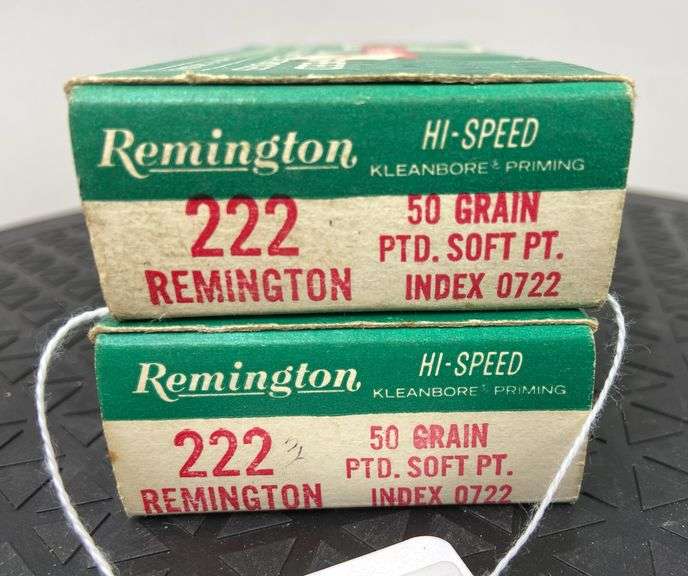 Remington HI-SPEED
KLEANBORE® PRIMING
222 50 GRAIN
PTD. SOFT PT.
REMINGTON INDEX 0722
Remington HI-SPEED
KLEANBORE® PRIMING
222 50 GRAIN
PTD. SOFT PT.
REMINGTON INDEX 0722